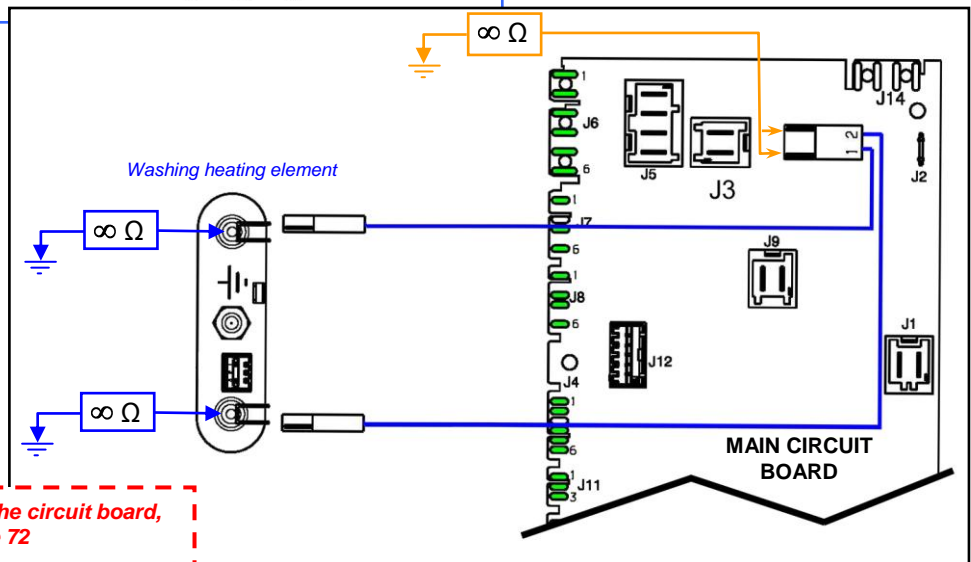 ∞ Ω
1
J14
J6
2
1
J5
J3
J2
6
Washing heating element
1
∞ Ω
J7
J9
6
1
J8
6
J12
J1
J4
1
∞ Ω
6
MAIN CIRCUIT
BOARD
1
J11
3
he circuit board,
72